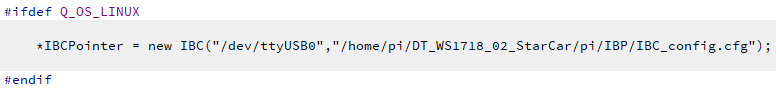 #ifdef Q_OS_LINUX
*IBCPointer = new IBC("/dev/ttyUSB0","/home/pi/DT_WS1718_02_StarCar/pi/IBP/IBC_config.cfg");
#endif